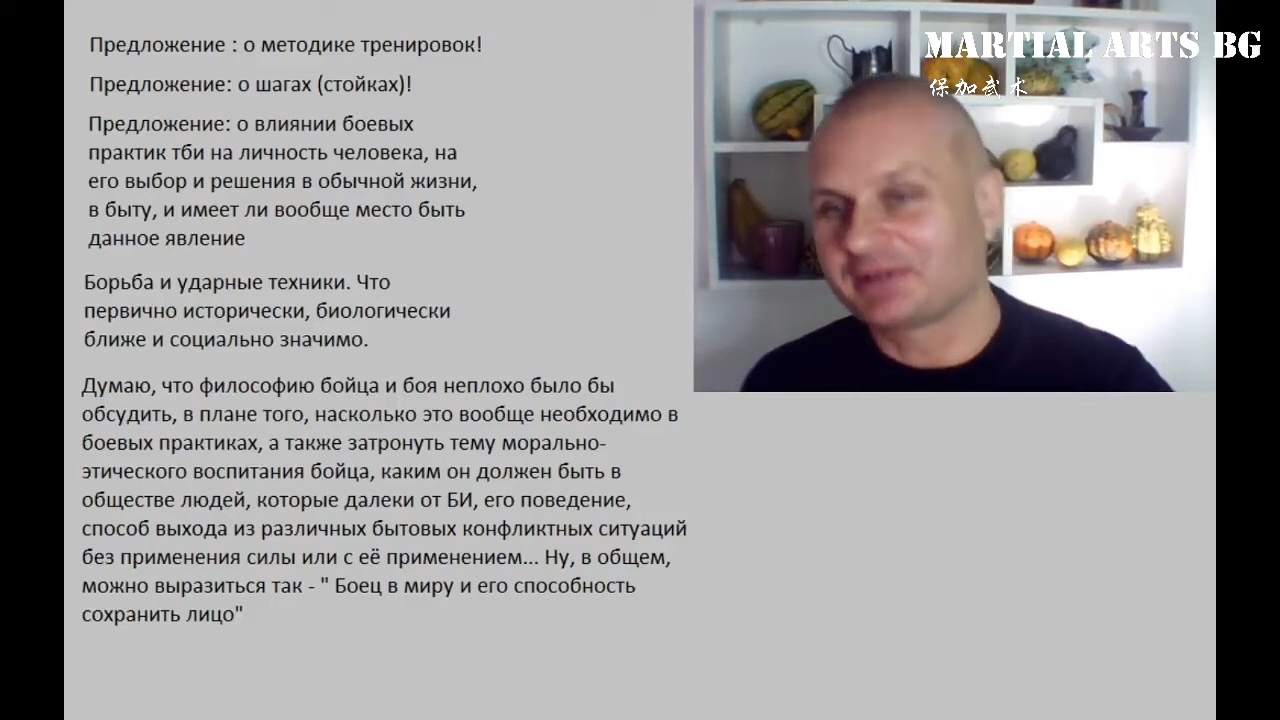 Предложение : о методике тренировок!
Предложение: о шагах (стойках)!
Предложение: о влиянии боевых
практик тби на личность человека, на
его выбор и решения в обычной жизни,
в быту, и имеет ли вообще место быть
данное явление
Борьба и ударные техники. Что
первично исторически, биологически
ближе и социально значимо.
Думаю, что философию бойца и боя неплохо было бы
обсудить, в плане того, насколько это вообще необходимо в
боевых практиках, а также затронуть тему морально-
этического воспитания бойца, каким он должен быть в
обществе людей, которые далеки от БИ, его поведение,
способ выхода из различных бытовых конфликтных ситуаций
без применения силы или с её применением... Ну, в общем,
можно выразиться так - " Боец в миру и его способность
сохранить лицо"
MARTIAL ARTS BG
保加武术